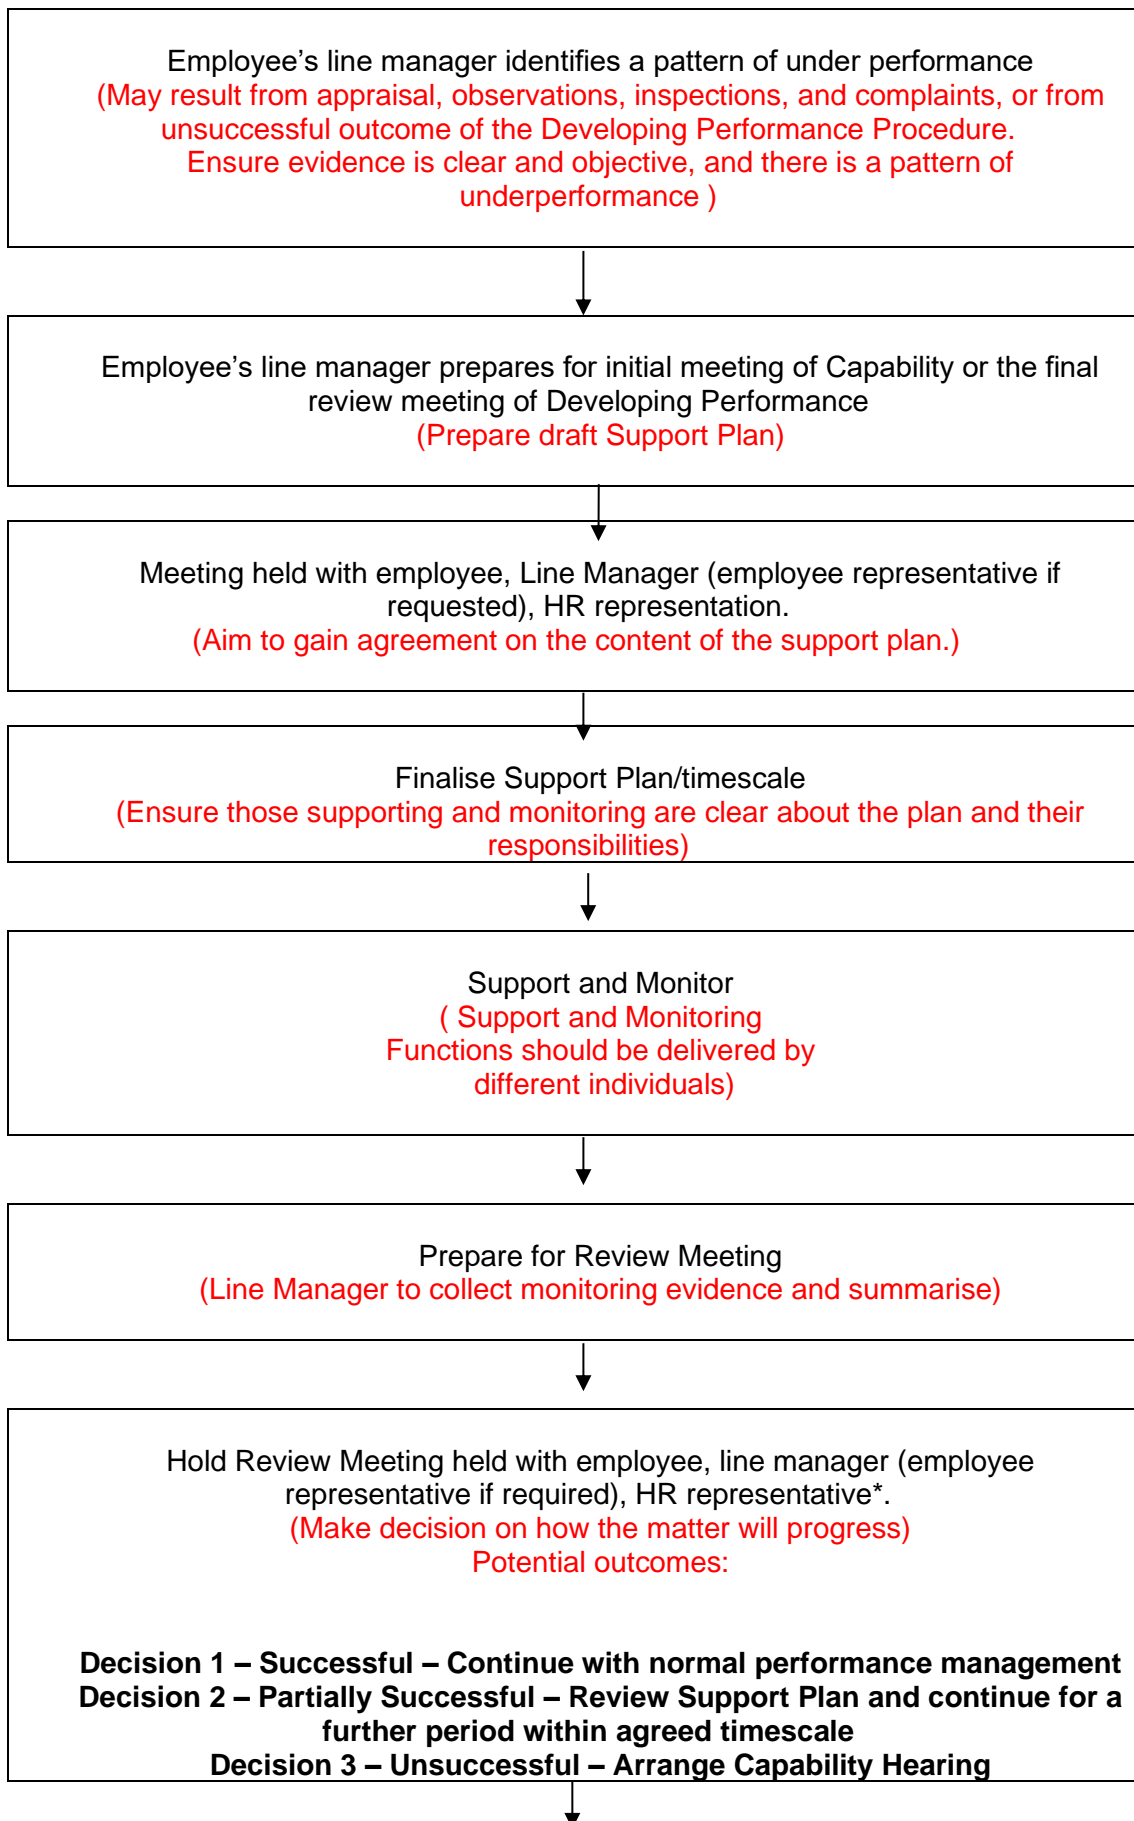 Employee’s line manager identifies a pattern of under performance
(May result from appraisal, observations, inspections, and complaints, or from
unsuccessful outcome of the Developing Performance Procedure.
Ensure evidence is clear and objective, and there is a pattern of
underperformance )
Employee’s line manager prepares for initial meeting of Capability or the final
review meeting of Developing Performance
(Prepare draft Support Plan)
Meeting held with employee, Line Manager (employee representative if
requested), HR representation.
(Aim to gain agreement on the content of the support plan.)
Finalise Support Plan/timescale
(Ensure those supporting and monitoring are clear about the plan and their
responsibilities)
Support and Monitor
( Support and Monitoring
Functions should be delivered by
different individuals)
Prepare for Review Meeting
(Line Manager to collect monitoring evidence and summarise)
Hold Review Meeting held with employee, line manager (employee
representative if required), HR representative*.
(Make decision on how the matter will progress)
Potential outcomes:
Decision 1 – Successful – Continue with normal performance management
Decision 2 – Partially Successful – Review Support Plan and continue for a
further period within agreed timescale
Decision 3 – Unsuccessful – Arrange Capability Hearing